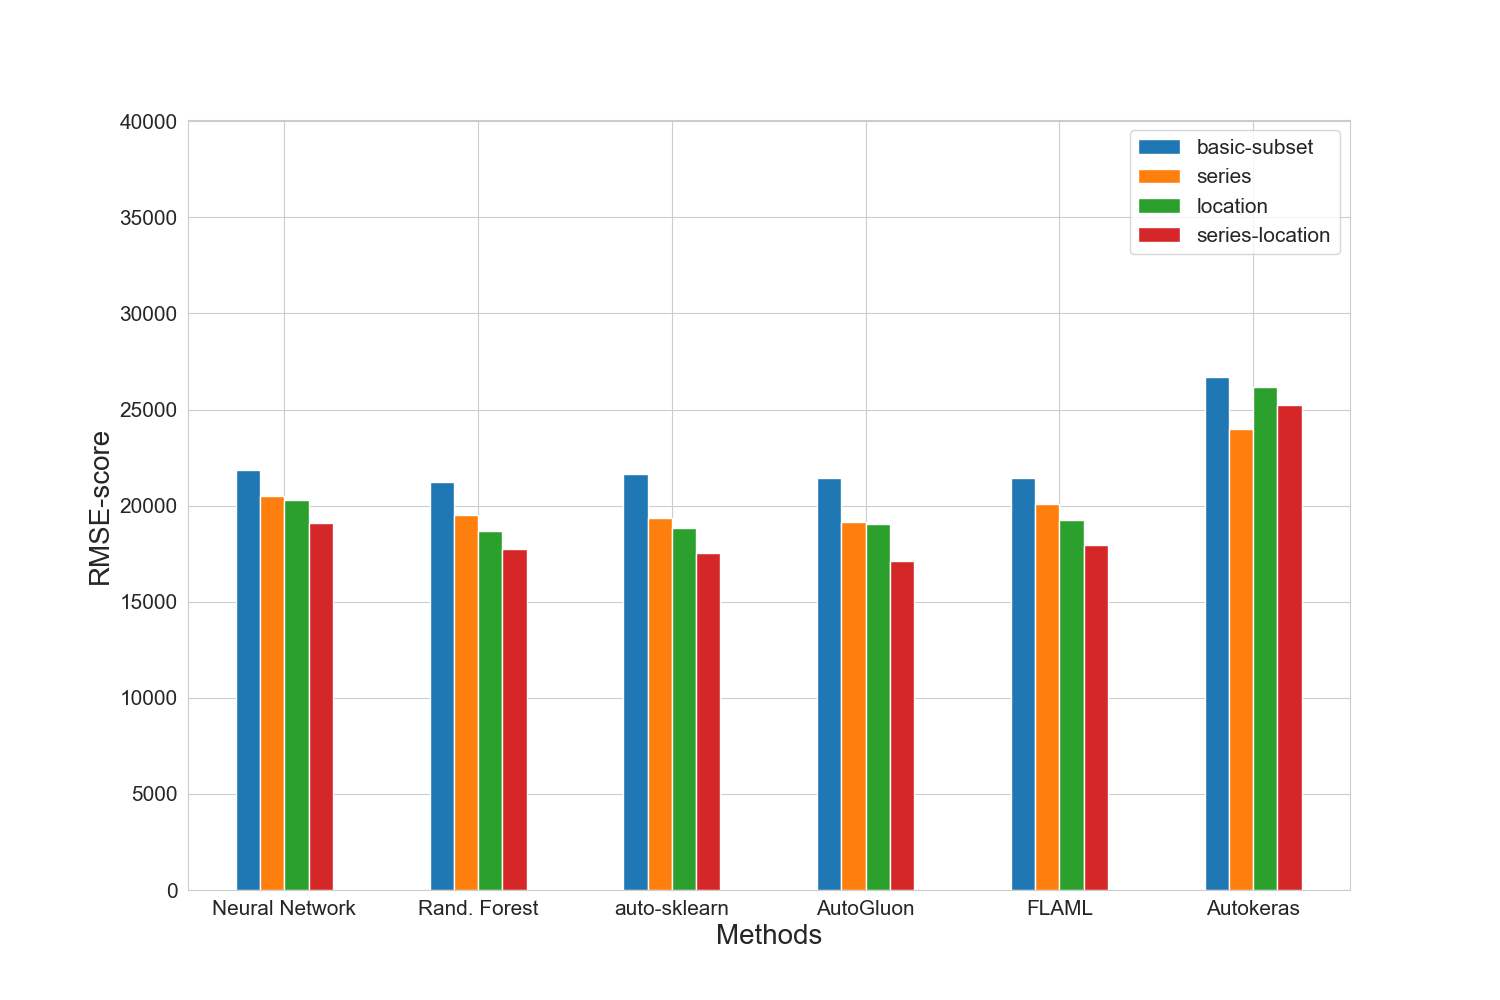 40000
35000
30000
25000
20000
15000
10000
5000
0
RMSE-score
basic-subset
series
location
series-location
Neural Network
Rand. Forest
auto-sklearn
AutoGluon
FLAML
Autokeras
Methods